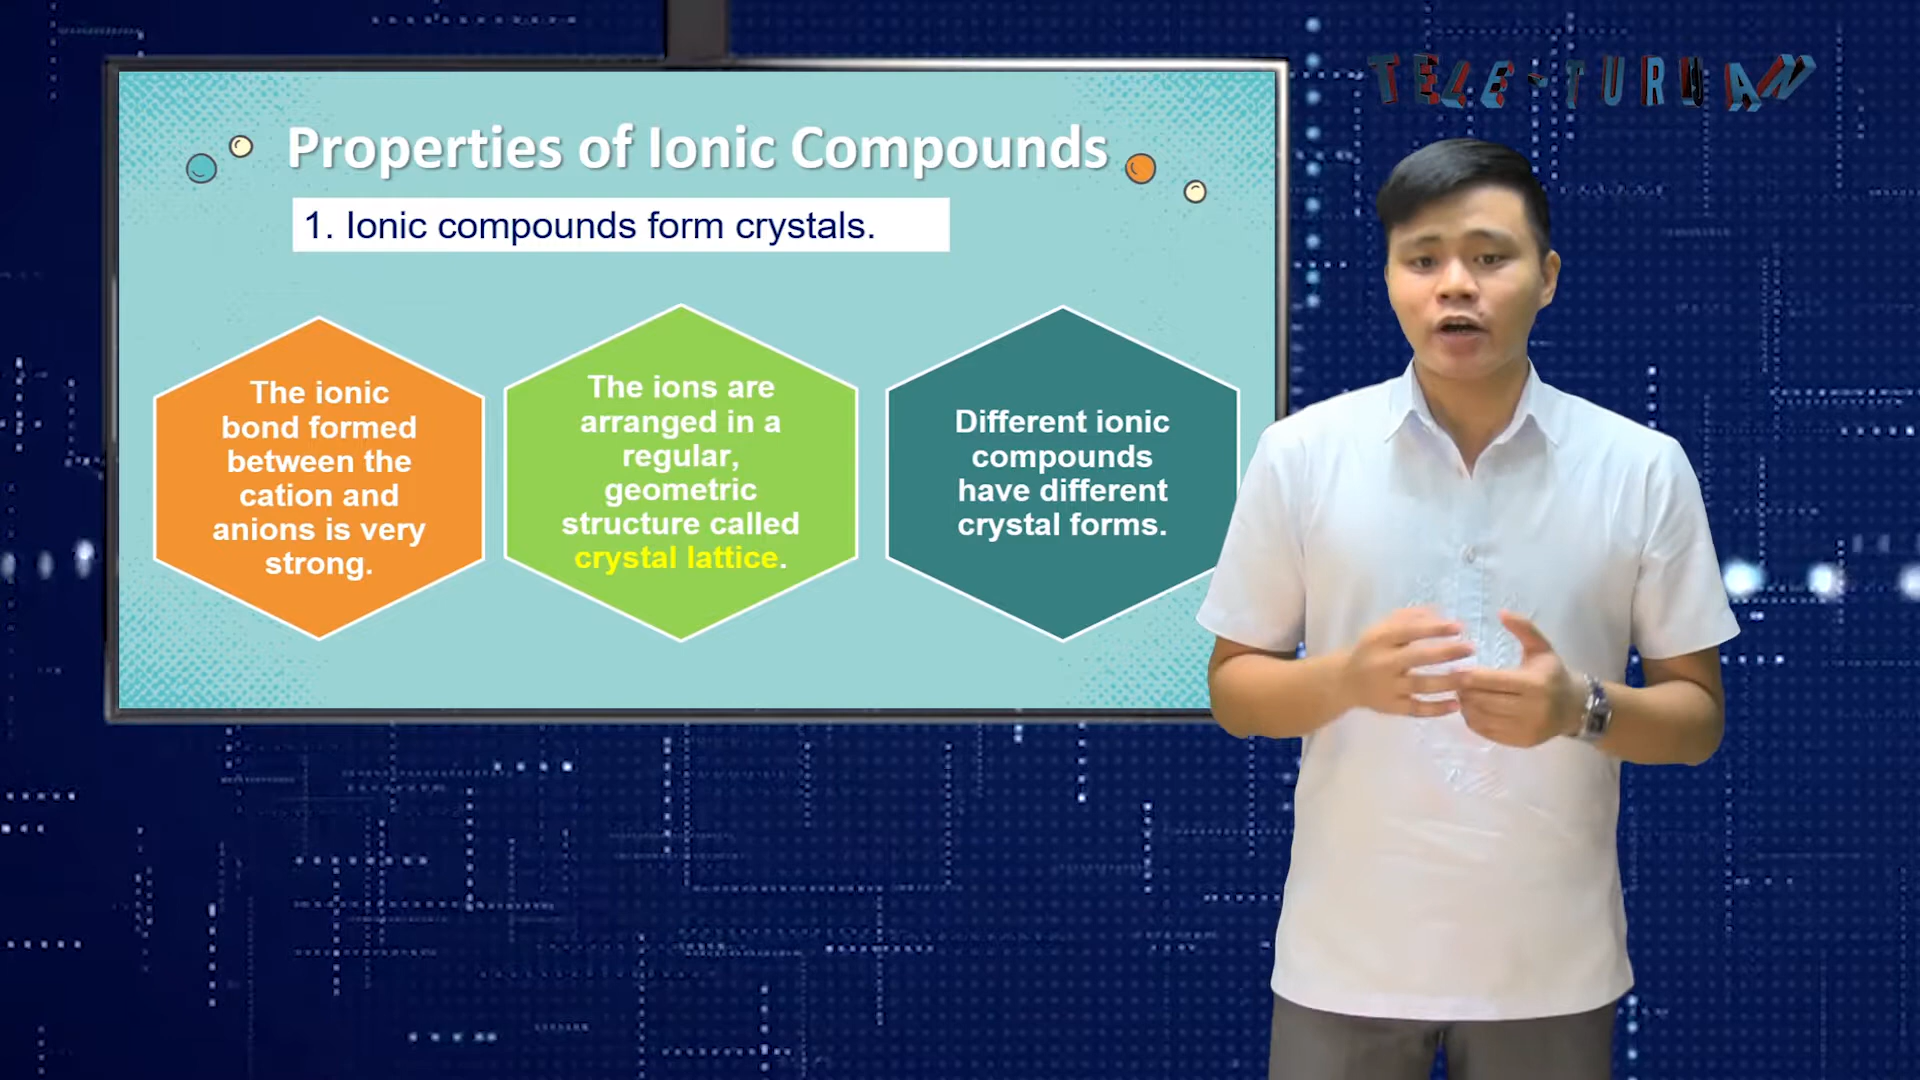 TELE-TURUAN
Properties of Ionic Compounds
1. Ionic compounds form crystals.
The ionic
bond formed
between the
cation and
anions is very
strong.
The ions are
arranged in a
regular,
geometric
structure called
crystal lattice.
Different ionic
compounds
have different
crystal forms.